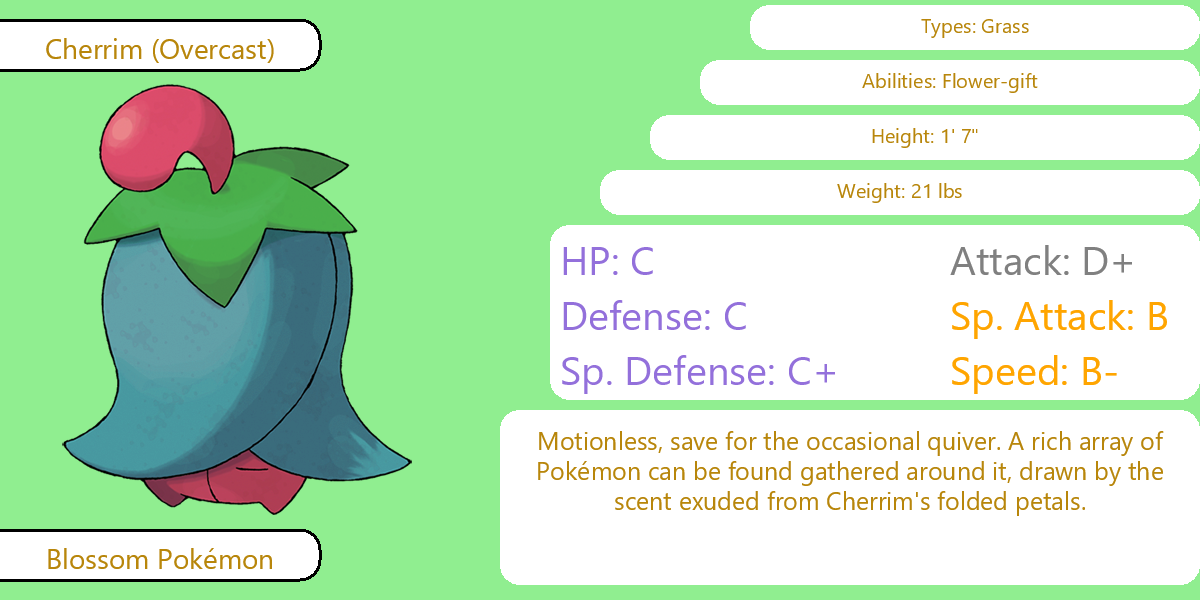 Cherrim (Overcast)
Types: Grass
Abilities: Flower-gift
Height: 1' 7"
Weight: 21 lbs
HP: C
Attack: D+
Defense: C
Sp. Attack: B
Sp. Defense: C+
Speed: B-
Motionless, save for the occasional quiver. A rich array of
Pokémon can be found gathered around it, drawn by the
scent exuded from Cherrim's folded petals.
Blossom Pokémon